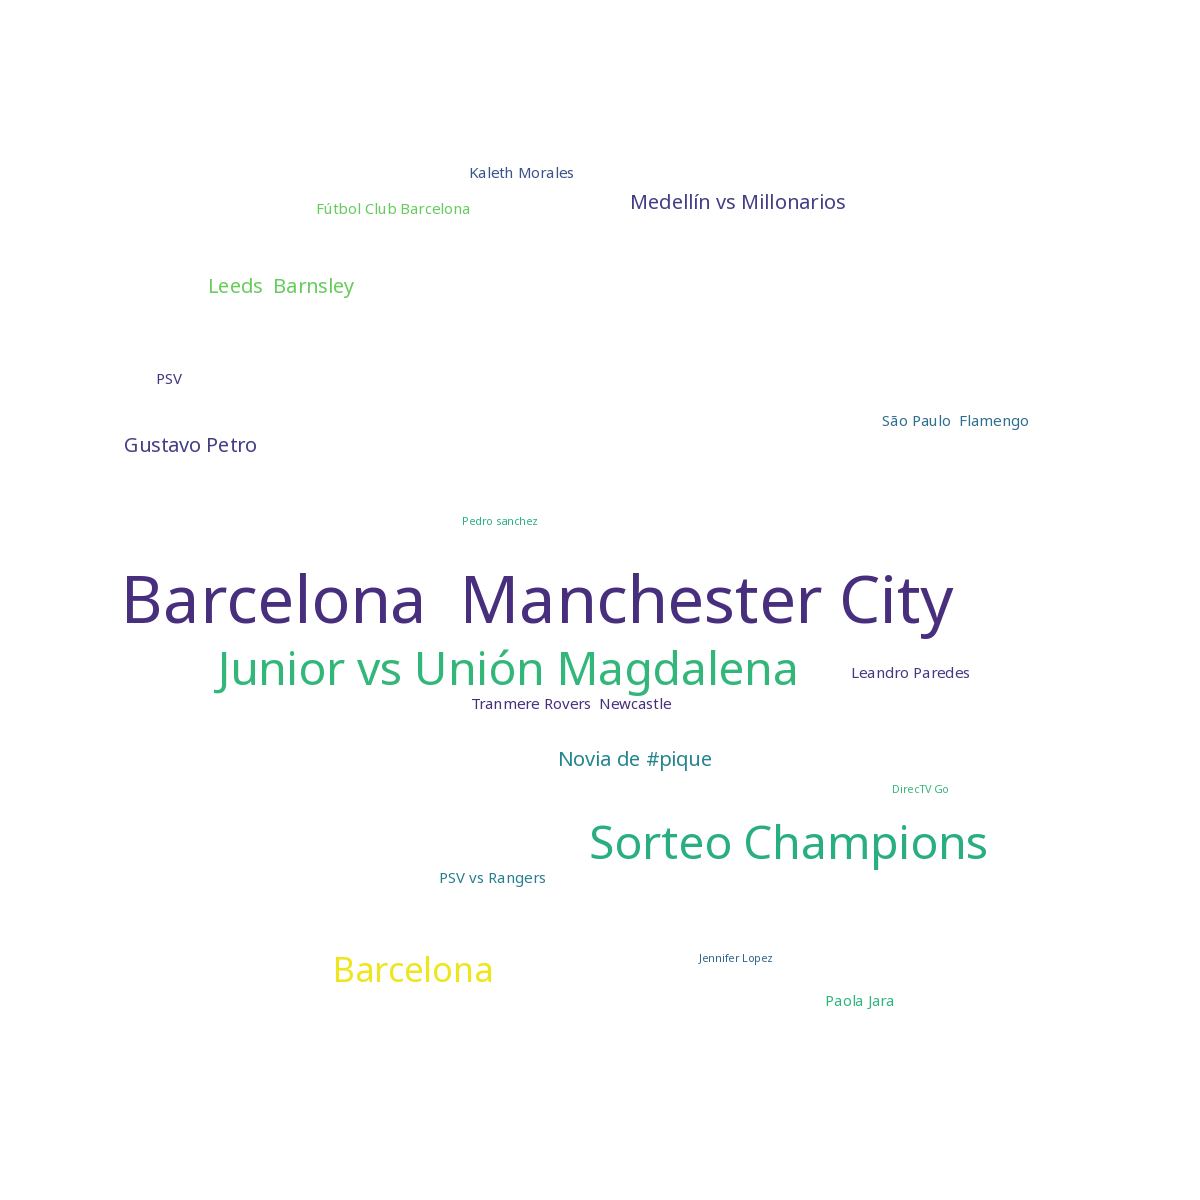 Kaleth Morales
Medellín vs Millonarios
Fútbol Club Barcelona
Leeds  Barnsley
PSV
São Paulo  Flamengo
Gustavo Petro
Pedro sanchez
Barcelona  Manchester City
Junior vs Unión Magdalena
Leandro Paredes
Tranmere Rovers  Newcastle
Novia de #pique
DirecTV Go
Sorteo Champions
PSV vs Rangers
Jennifer Lopez
Barcelona
Paola Jara